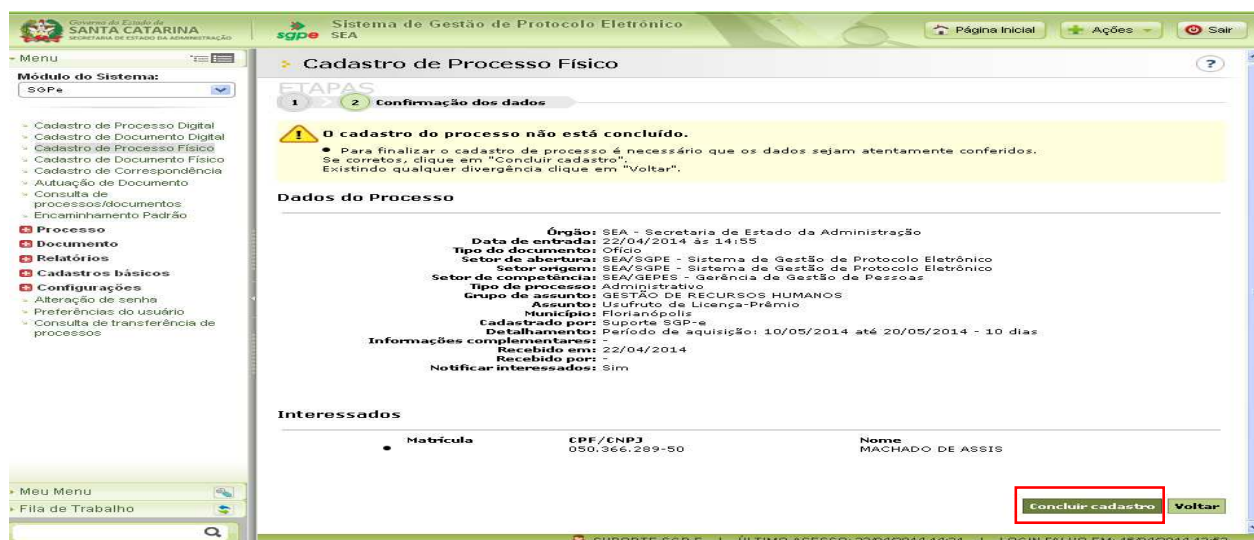 Governo do Estado de
SANTA CATARINA
SECRETARIA DE ESTADO DA ADMINISTRAÇÃO
sgpe
Sistema de Gestão de Protocolo Eletrônico
SEA
Página Inicial
Ações
Sair
Menu
Módulo do Sistema:
SGPe
Cadastro de Processo Digital
Cadastro de Documento Digital
Cadastro de Processo Físico
Cadastro de Documento Físico
Cadastro de Correspondência
Autuação de Documento
Consulta de
processos/documentos
Encaminhamento Padrão
Processo
Documento
Relatórios
Cadastros básicos
Configurações
Alteração de senha
Preferências do usuário
Consulta de transferência de
processos
Meu Menu
Fila de Trabalho
Cadastro de Processo Físico
?
ETAPAS
1 2 Confirmação dos dados
O cadastro do processo não está concluído.
• Para finalizar o cadastro de processo é necessário que os dados sejam atentamente conferidos.
Se corretos, clique em "Concluir cadastro";
Existindo qualquer divergência clique em "Voltar".
Dados do Processo
Órgão: SEA - Secretaria de Estado da Administração
Data de entrada: 22/04/2014 às 14:55
Tipo do documento: Ofício
Setor de abertura: SEA/SGPE - Sistema de Gestão de Protocolo Eletrônico
Setor origem: SEA/SGPE - Sistema de Gestão de Protocolo Eletrônico
Setor de competência: SEA/GEPES - Gerência de Gestão de Pessoas
Tipo de processo: Administrativo
Grupo de assunto: GESTÃO DE RECURSOS HUMANOS
Assunto: Usufruto de Licença-Prêmio
Município: Florianópolis
Cadastrado por: Suporte SGP-e
Detalhamento: Período de aquisição: 10/05/2014 até 20/05/2014 - 10 dias
Informações complementares: -
Recebido em: 22/04/2014
Recebido por: -
Notificar interessados: Sim
Interessados
Matrícula CPF/CNPJ Nome
• 050.366.289-50 MACHADO DE ASSIS
Concluir cadastro Voltar